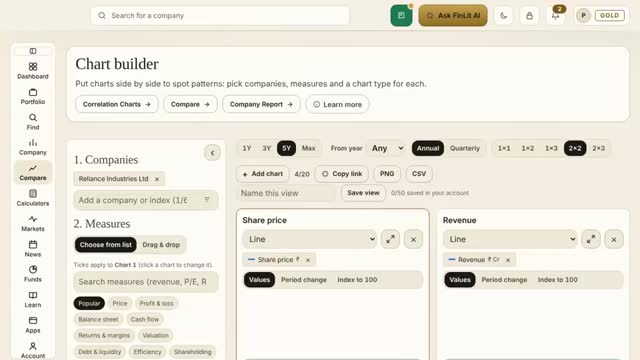 Search for a company
Ask FinLit AI
2
P
GOLD
Dashboard
Portfolio
Find
Company
Compare
Calculators
Markets
News
Funds
Learn
Apps
Account
Chart builder
Put charts side by side to spot patterns: pick companies, measures and a chart type for each.
Correlation Charts →
Compare →
Company Report →
Learn more
1. Companies
Reliance Industries Ltd ×
Add a company or index (1/6
2. Measures
Choose from list
Drag & drop
Ticks apply to Chart 1 (click a chart to change it).
Search measures (revenue, P/E, R
Popular
Price
Profit & loss
Balance sheet
Cash flow
Returns & margins
Valuation
Debt & liquidity
Efficiency
Shareholding
1Y 3Y 5Y Max
From year Any
Annual Quarterly
1×1 1×2 1×3 2×2 2×3
+ Add chart
4/20
Copy link
PNG
CSV
Name this view
Save view
0/50 saved in your account
Share price
Line
Share price ₹ ×
Values Period change Index to 100
Revenue
Line
Revenue ₹ Cr ×
Values Period change Index to 100